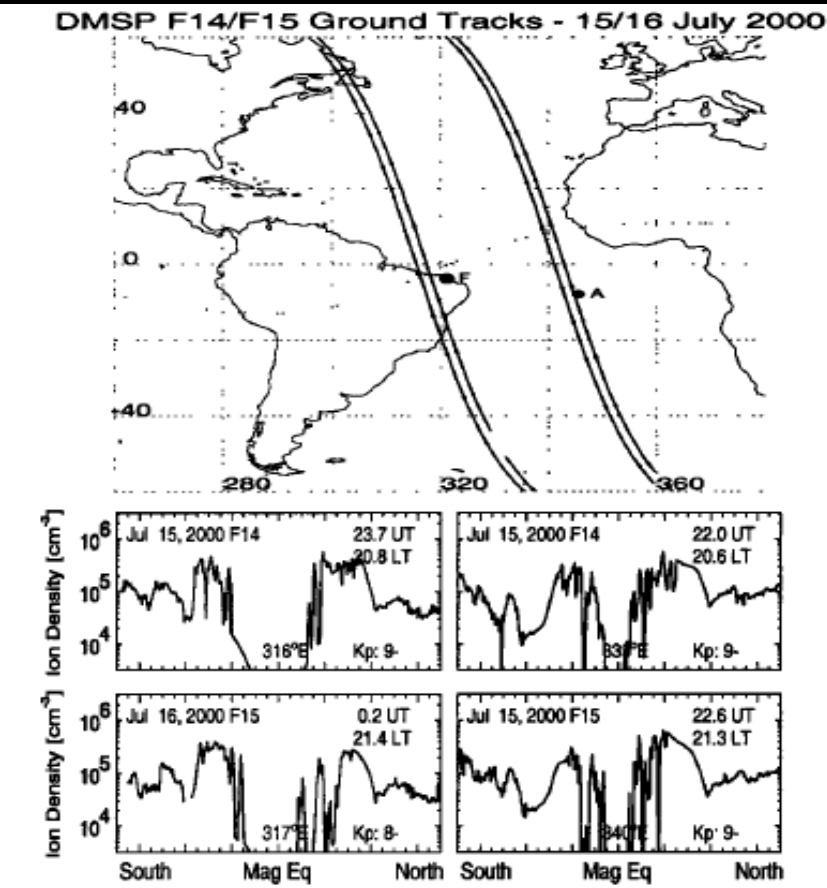 DMSP F14/F15 Ground Tracks - 15/16 July 2000
40
0
F
A
-40
280
320
360
Ion Density [cm⁻³]
10⁶
10⁵
10⁴
Jul 15, 2000 F14
23.7 UT
20.8 LT
316°E
Kp: 9-
Jul 15, 2000 F14
22.0 UT
20.6 LT
Kp: 9-
Ion Density [cm⁻³]
10⁶
10⁵
10⁴
Jul 16, 2000 F15
0.2 UT
21.4 LT
317°E
Kp: 8-
Jul 15, 2000 F15
22.6 UT
21.3 LT
340°E
Kp: 9-
South
Mag Eq
North
South
Mag Eq
North